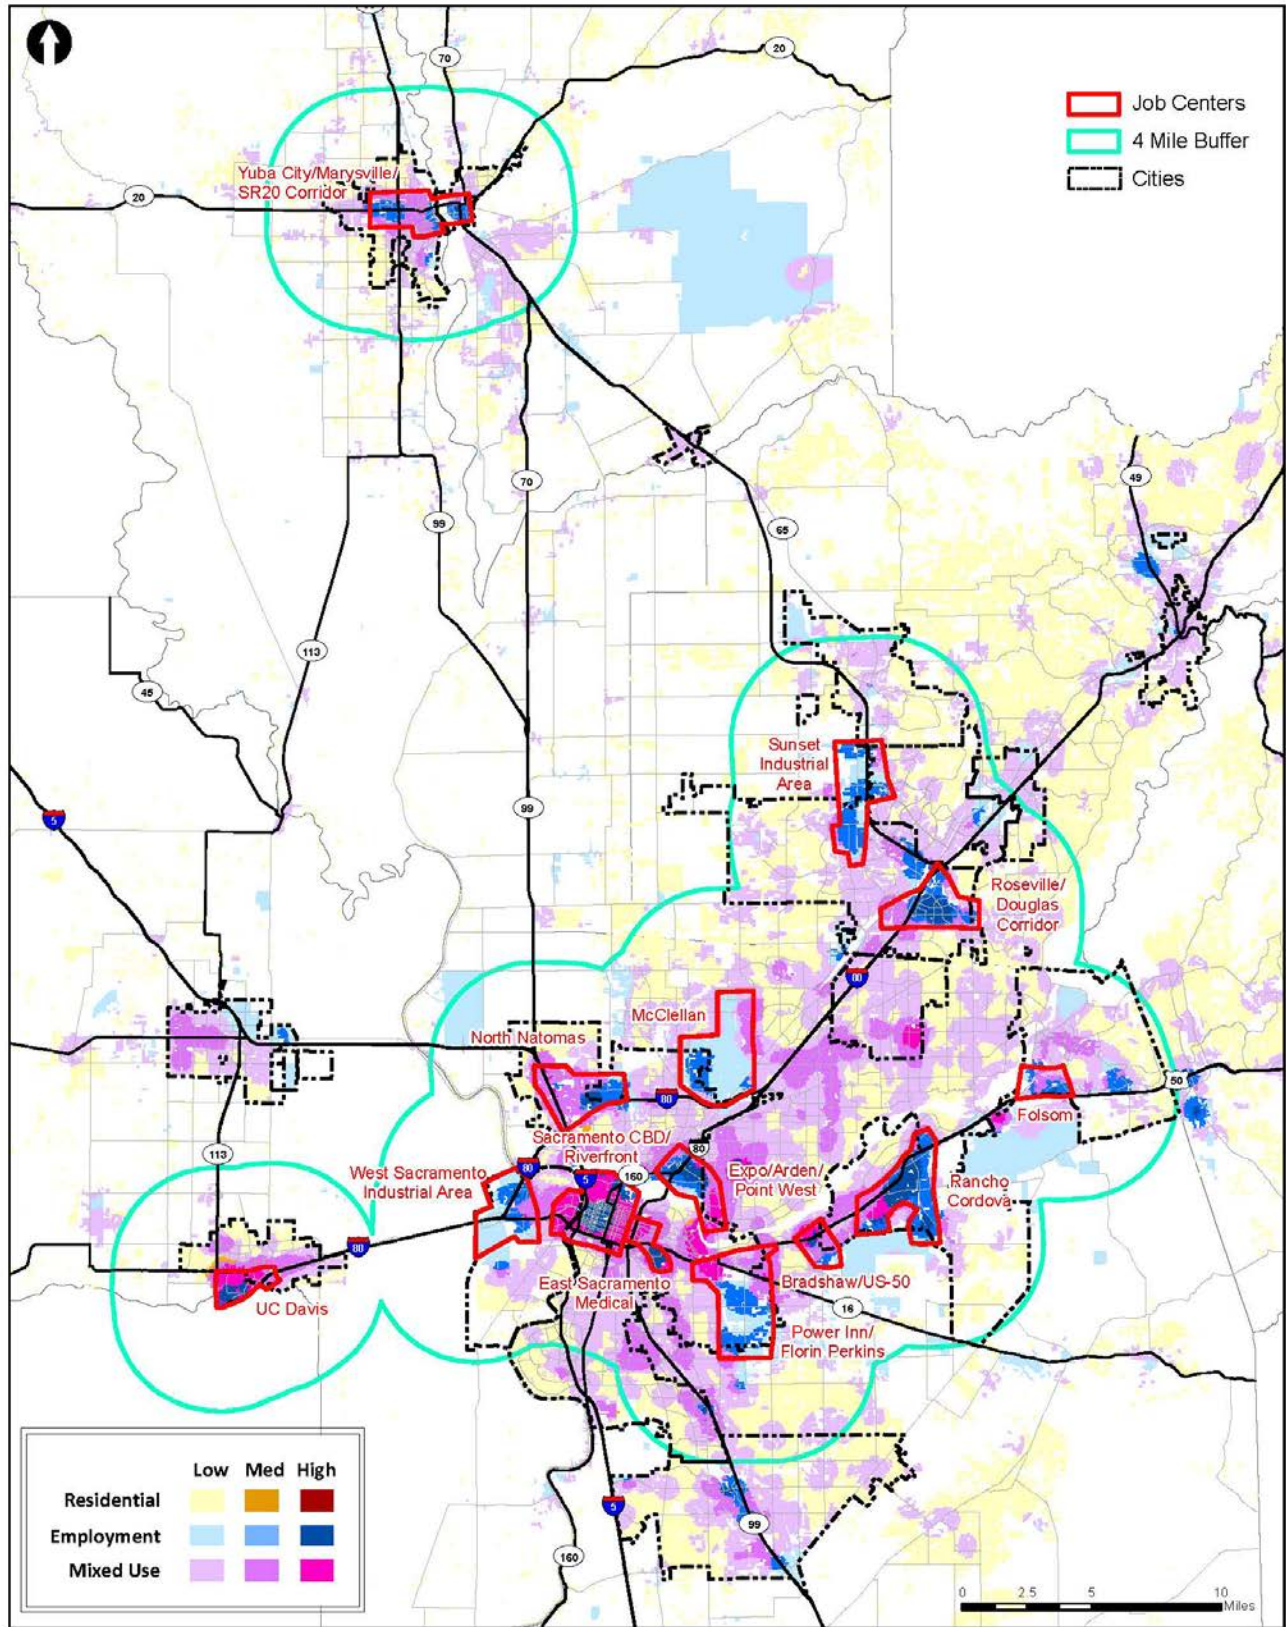 70
20
Job Centers
4 Mile Buffer
Cities
Yuba City/Marysville/
SR20 Corridor
20
70
49
99
65
113
45
Sunset
Industrial
Area
99
5
Roseville/
Douglas
Corridor
80
McClellan
North Natomas
80
50
Folsom
Sacramento CBD/
Riverfront
80
113
West Sacramento
Industrial Area
80
5
160
Expo/Arden/
Point West
Rancho
Cordova
80
UC Davis
East Sacramento
Medical
Bradshaw/US-50
16
Power Inn/
Florin Perkins
Low Med High
Residential
Employment
Mixed Use
5
99
160
0 2.5 5 10
Miles